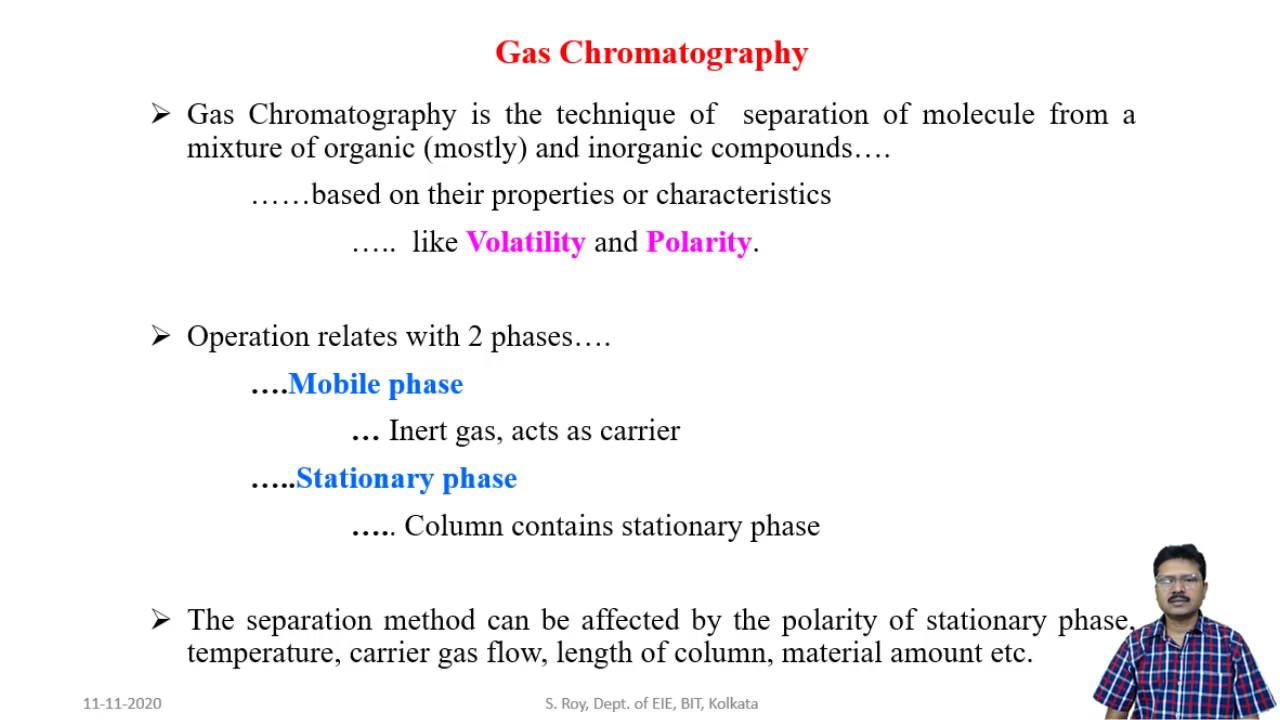 Gas Chromatography
➢ Gas Chromatography is the technique of separation of molecule from a
mixture of organic (mostly) and inorganic compounds….
……based on their properties or characteristics
….. like Volatility and Polarity.
➢ Operation relates with 2 phases….
….Mobile phase
… Inert gas, acts as carrier
…..Stationary phase
….. Column contains stationary phase
➢ The separation method can be affected by the polarity of stationary phase,
temperature, carrier gas flow, length of column, material amount etc.
11-11-2020
S. Roy, Dept. of EIE, BIT, Kolkata